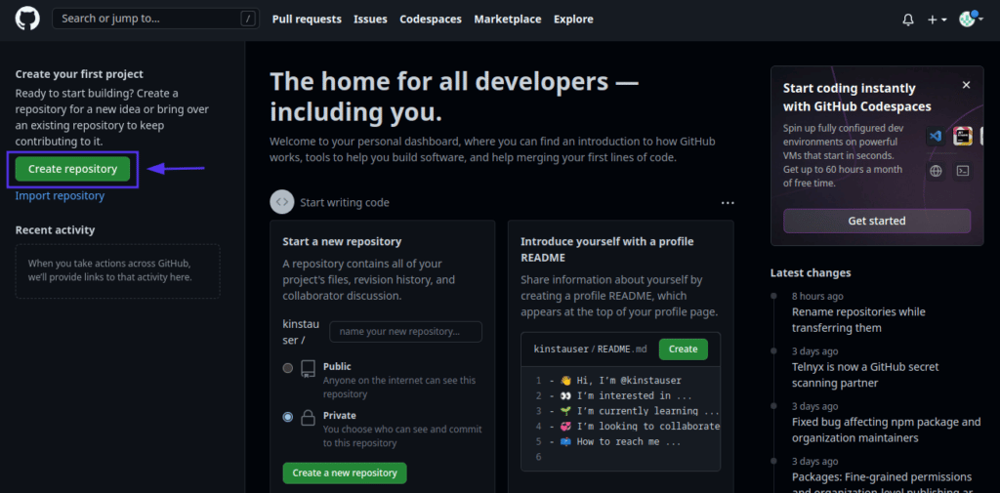 Search or jump to...
/
Pull requests
Issues
Codespaces
Marketplace
Explore
Create your first project
Ready to start building? Create a
repository for a new idea or bring over
an existing repository to keep
contributing to it.
Create repository
Import repository
Recent activity
When you take actions across GitHub,
we'll provide links to that activity here.
The home for all developers —
including you.
Welcome to your personal dashboard, where you can find an introduction to how GitHub
works, tools to help you build software, and help merging your first lines of code.
Start writing code
Start a new repository
A repository contains all of your
project's files, revision history, and
collaborator discussion.
kinstau
ser /
name your new repository...
Public
Anyone on the internet can see this
repository
Private
You choose who can see and commit
to this repository
Create a new repository
Introduce yourself with a profile
README
Share information about yourself by
creating a profile README, which
appears at the top of your profile page.
kinstauser / README.md
Create
1 - 👋 Hi, I'm @kinstauser
2 - 👀 I'm interested in ...
3 - 🌱 I'm currently learning ...
4 - 💞️ I'm looking to collaborate
5 - 📫 How to reach me ...
6
Start coding instantly
with GitHub Codespaces
Spin up fully configured dev
environments on powerful
VMs that start in seconds.
Get up to 60 hours a month
of free time.
Get started
Latest changes
8 hours ago
Rename repositories while
transferring them
3 days ago
Telnyx is now a GitHub secret
scanning partner
3 days ago
Fixed bug affecting npm package and
organization maintainers
3 days ago
Packages: Fine-grained permissions
and organization-level publishing